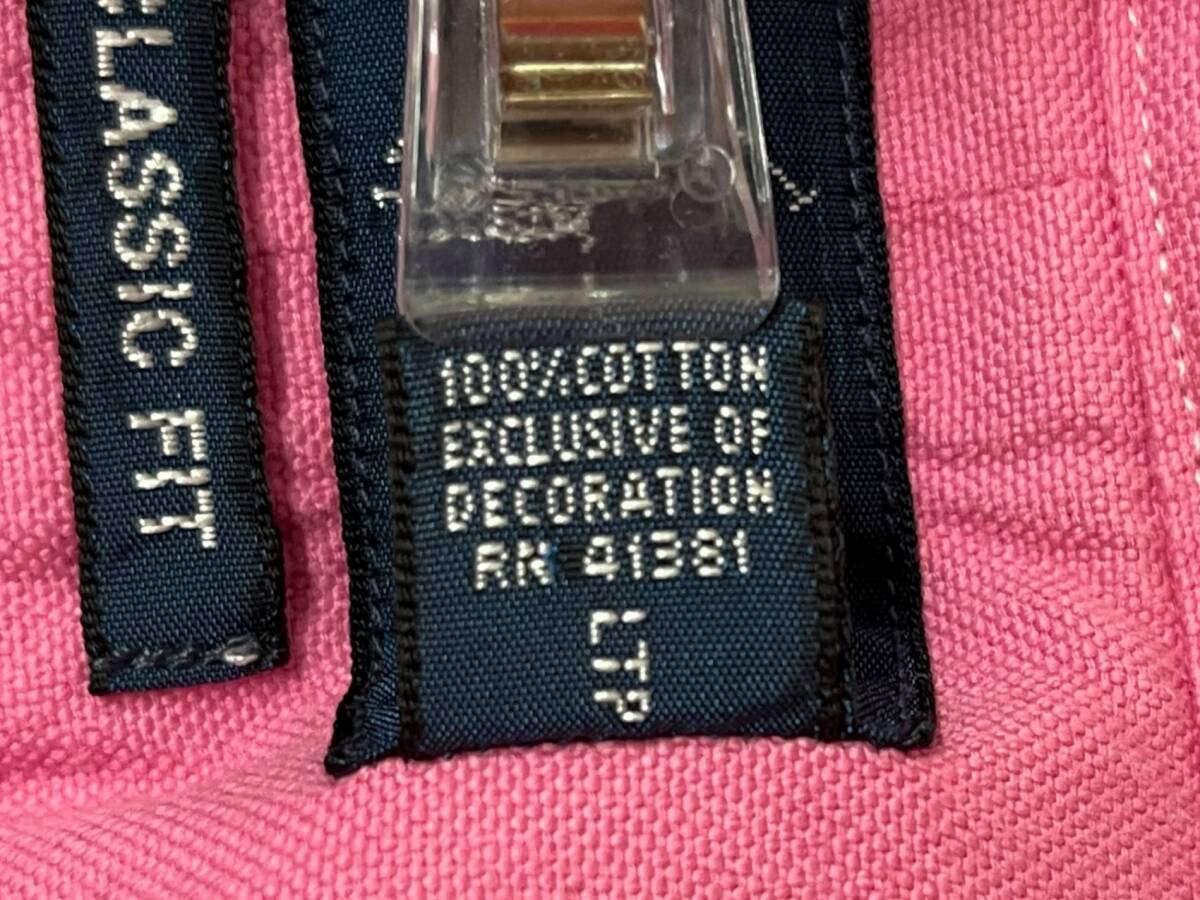 CLASSIC FIT
100% COTTON
EXCLUSIVE OF
DECORATION
RN 41381
LTP